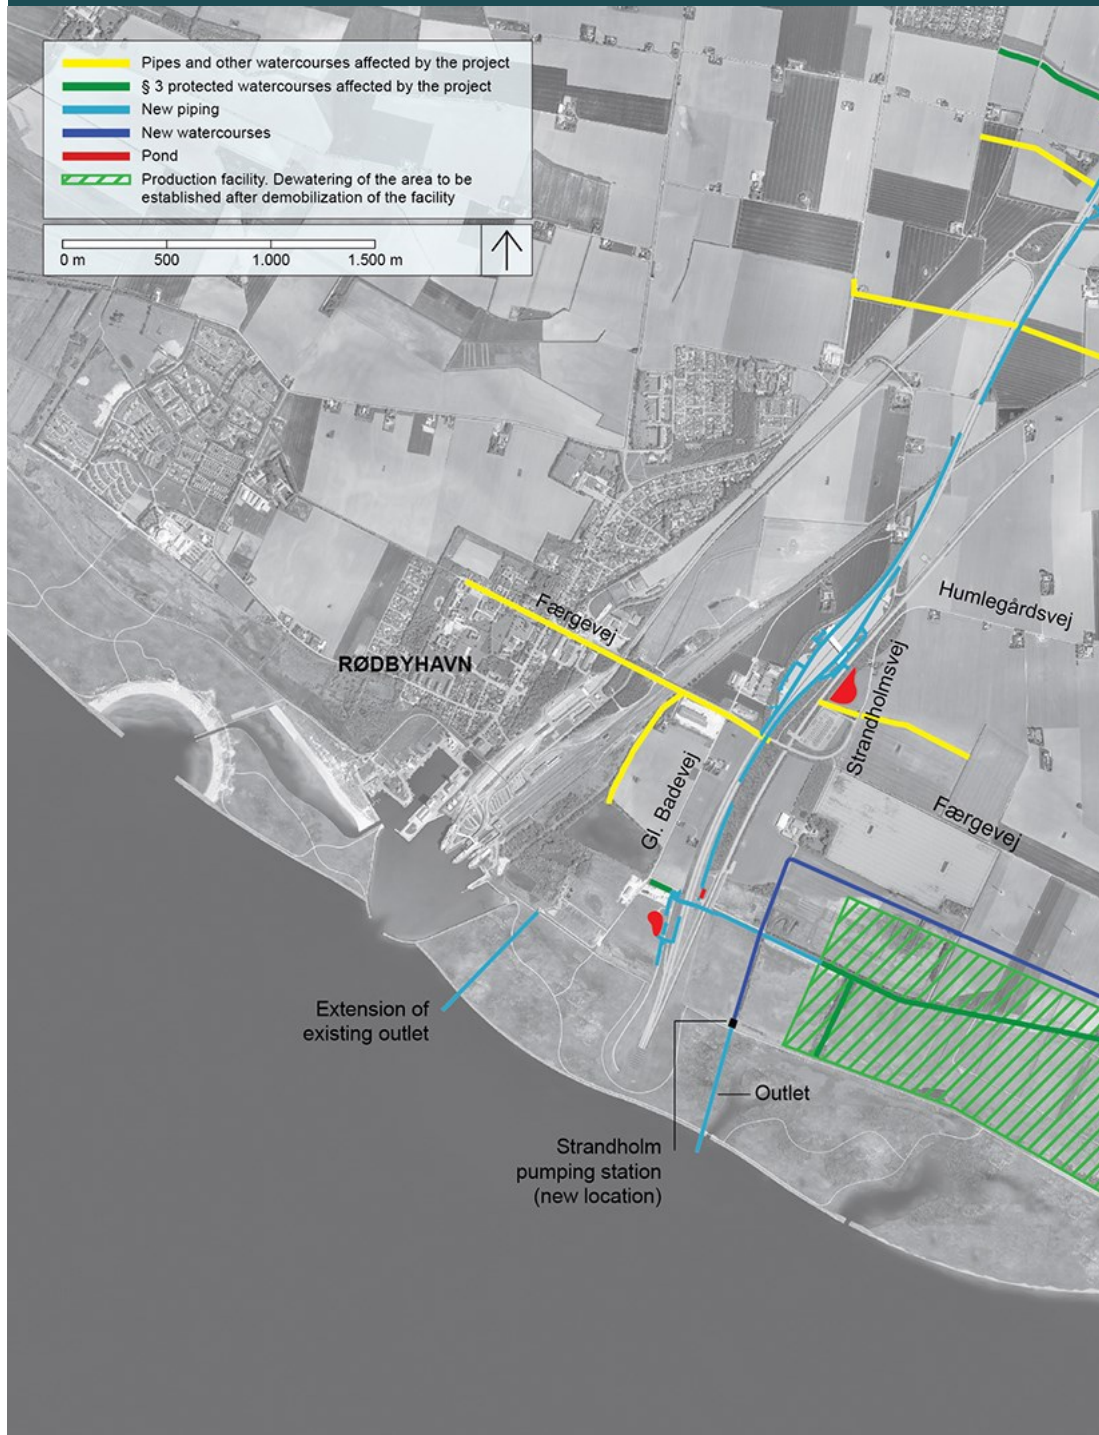 Pipes and other watercourses affected by the project
§ 3 protected watercourses affected by the project
New piping
New watercourses
Pond
Production facility. Dewatering of the area to be
established after demobilization of the facility
0 m 500 1.000 1.500 m
Humlegårdsvej
Færgevej
RØDBYHAVN
Strandholmsvej
Gl. Badevej
Færgevej
Extension of
existing outlet
Outlet
Strandholm
pumping station
(new location)